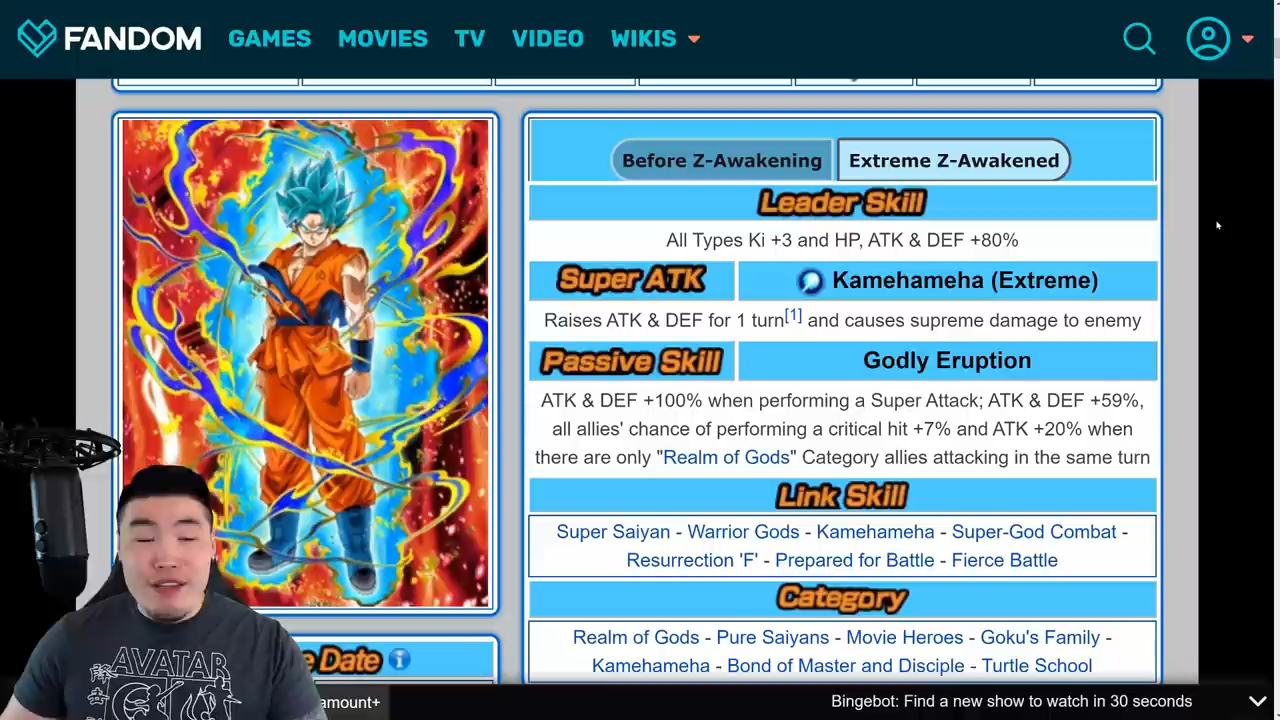 FANDOM GAMES MOVIES TV VIDEO WIKIS
Before Z-Awakening Extreme Z-Awakened
Leader Skill
All Types Ki +3 and HP, ATK & DEF +80%
Super ATK Kamehameha (Extreme)
Raises ATK & DEF for 1 turn[1] and causes supreme damage to enemy
Passive Skill Godly Eruption
ATK & DEF +100% when performing a Super Attack; ATK & DEF +59%,
all allies' chance of performing a critical hit +7% and ATK +20% when
there are only "Realm of Gods" Category allies attacking in the same turn
Link Skill
Super Saiyan - Warrior Gods - Kamehameha - Super-God Combat -
Resurrection 'F' - Prepared for Battle - Fierce Battle
Category
Realm of Gods - Pure Saiyans - Movie Heroes - Goku's Family -
Kamehameha - Bond of Master and Disciple - Turtle School
e Date
AVATAR
amount+
Bingebot: Find a new show to watch in 30 seconds